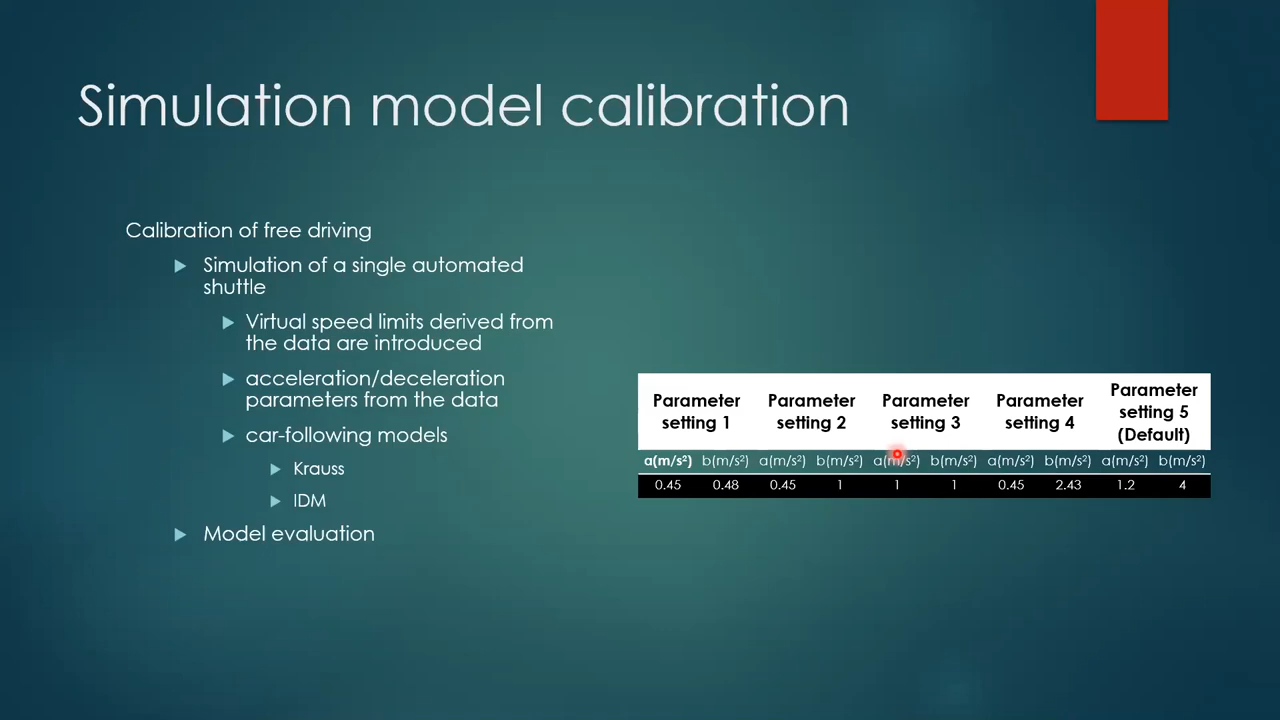 Simulation model calibration
Calibration of free driving
Simulation of a single automated
shuttle
Virtual speed limits derived from
the data are introduced
acceleration/deceleration
parameters from the data
car-following models
Krauss
IDM
Model evaluation
Parameter setting 1 Parameter setting 2 Parameter setting 3 Parameter setting 4 Parameter setting 5 (Default)
a(m/s²) b(m/s²) a(m/s²) b(m/s²) a(m/s²) b(m/s²) a(m/s²) b(m/s²) a(m/s²) b(m/s²)
0.45 0.48 0.45 1 1 1 0.45 2.43 1.2 4